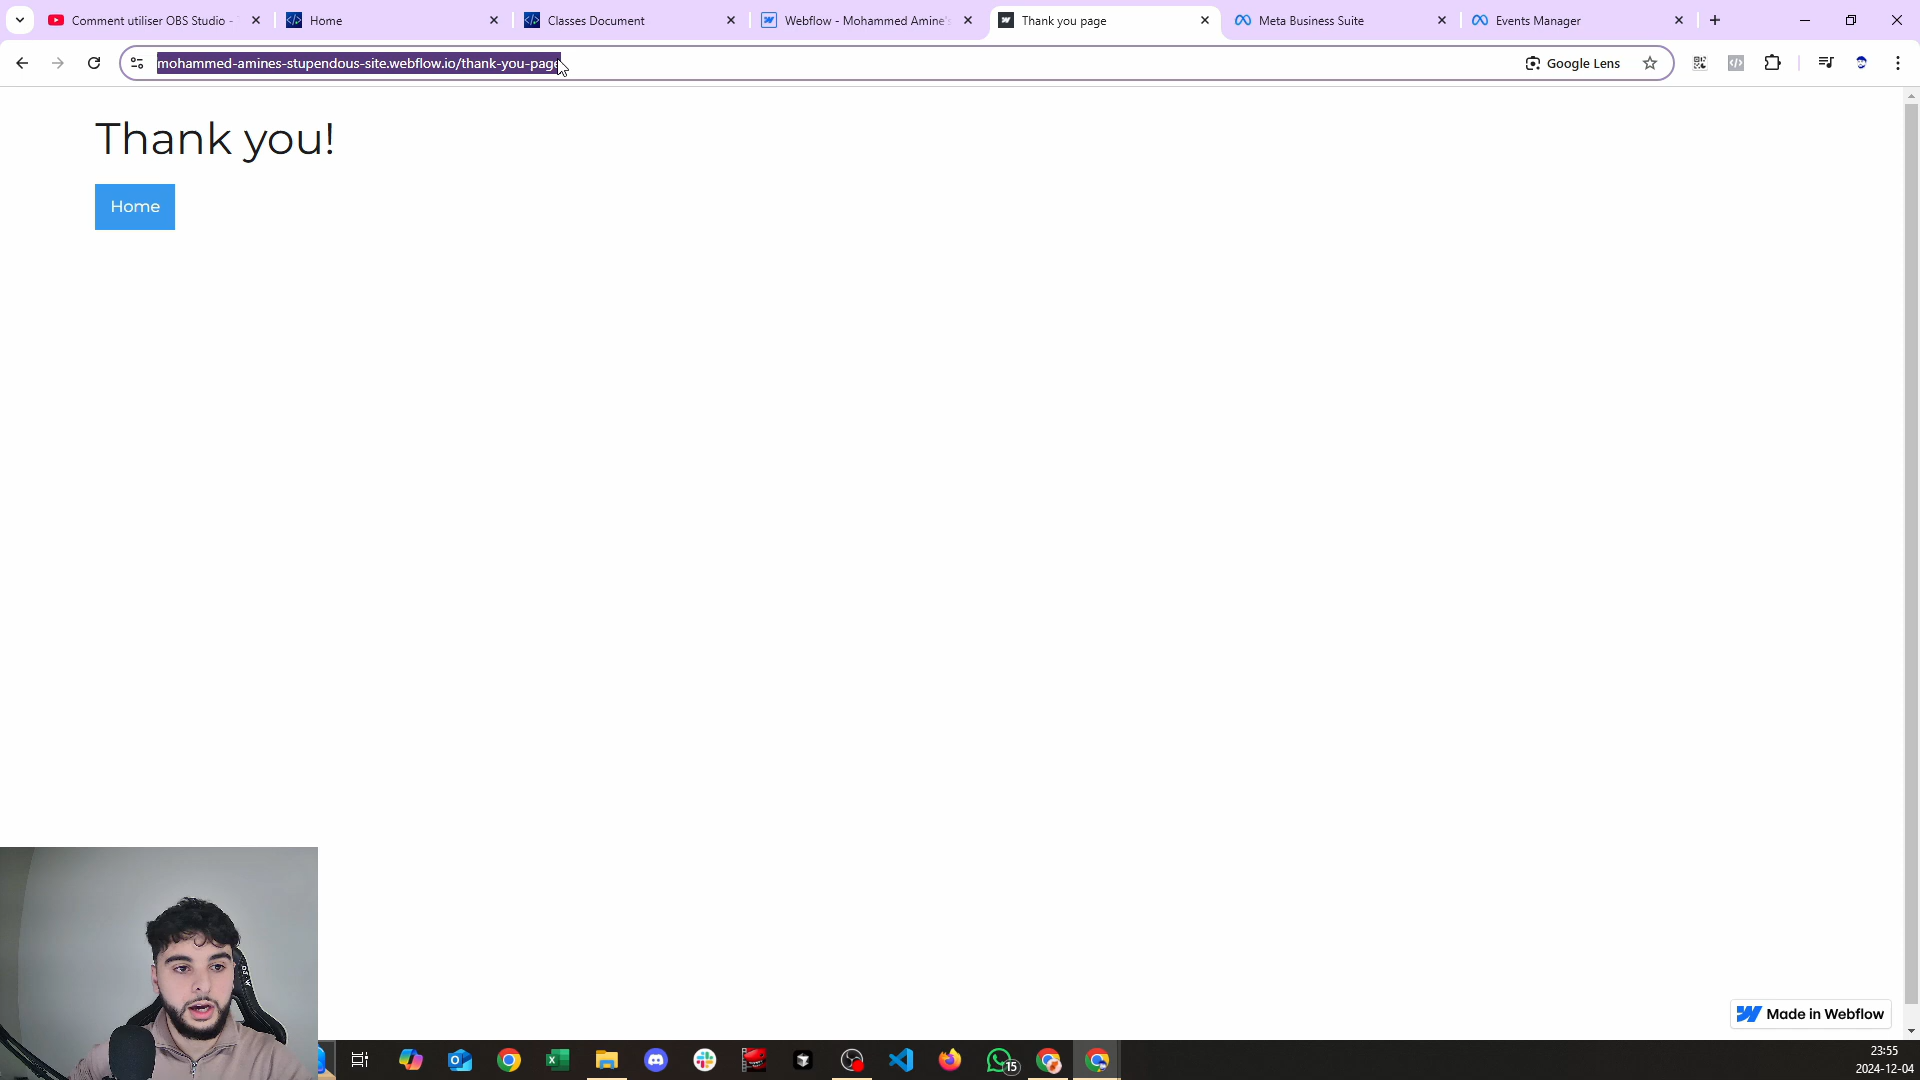 Comment utiliser OBS Studio -
Home
Classes Document
Webflow - Mohammed Amine's
Thank you page
Meta Business Suite
Events Manager
mohammed-amines-stupendous-site.webflow.io/thank-you-page
Google Lens
Thank you!
Home
Made in Webflow
15
23:55
2024-12-04